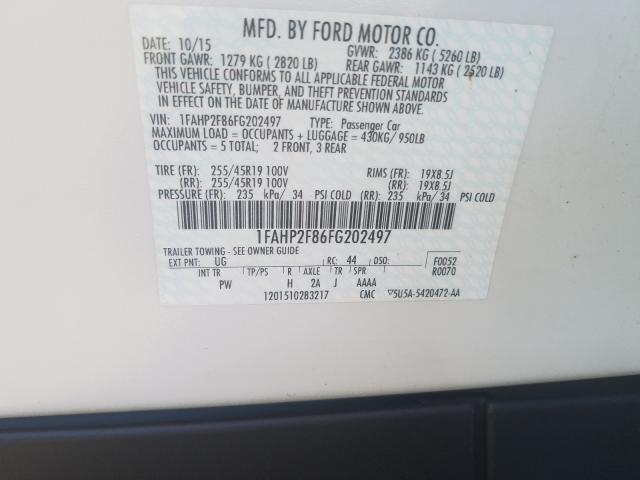 MFD. BY FORD MOTOR CO.
DATE: 10/15 GVWR: 2386 KG ( 5260 LB)
FRONT GAWR: 1279 KG ( 2820 LB) REAR GAWR: 1143 KG (2520 LB)
THIS VEHICLE CONFORMS TO ALL APPLICABLE FEDERAL MOTOR
VEHICLE SAFETY, BUMPER, AND THEFT PREVENTION STANDARDS
IN EFFECT ON THE DATE OF MANUFACTURE SHOWN ABOVE.
VIN: 1FAHP2F86FG202497 TYPE: Passenger Car
MAXIMUM LOAD = OCCUPANTS + LUGGAGE = 430KG/ 950LB
OCCUPANTS = 5 TOTAL; 2 FRONT, 3 REAR
TIRE (FR): 255/45R19 100V RIMS (FR): 19X8.5J
(RR): 255/45R19 100V (RR): 19X8.5J
PRESSURE (FR): 235 kPa/ 34 PSI COLD (RR): 235 kPa/ 34 PSI COLD
1FAHP2F86FG202497
TRAILER TOWING - SEE OWNER GUIDE
EXT PNT: UG RC: 44 DSO: F0052
R0070
INT TR TP/PS R AXLE TR SPR
PW H 2A J AAAA
1201510283217 CMC ▽5U5A-5420472-AA